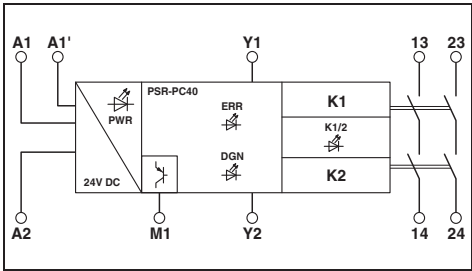 A1 A1' Y1 13 23
PSR-PC40
PWR
ERR
K1
K1/2
DGN
24V DC
K2
A2 M1 Y2 14 24